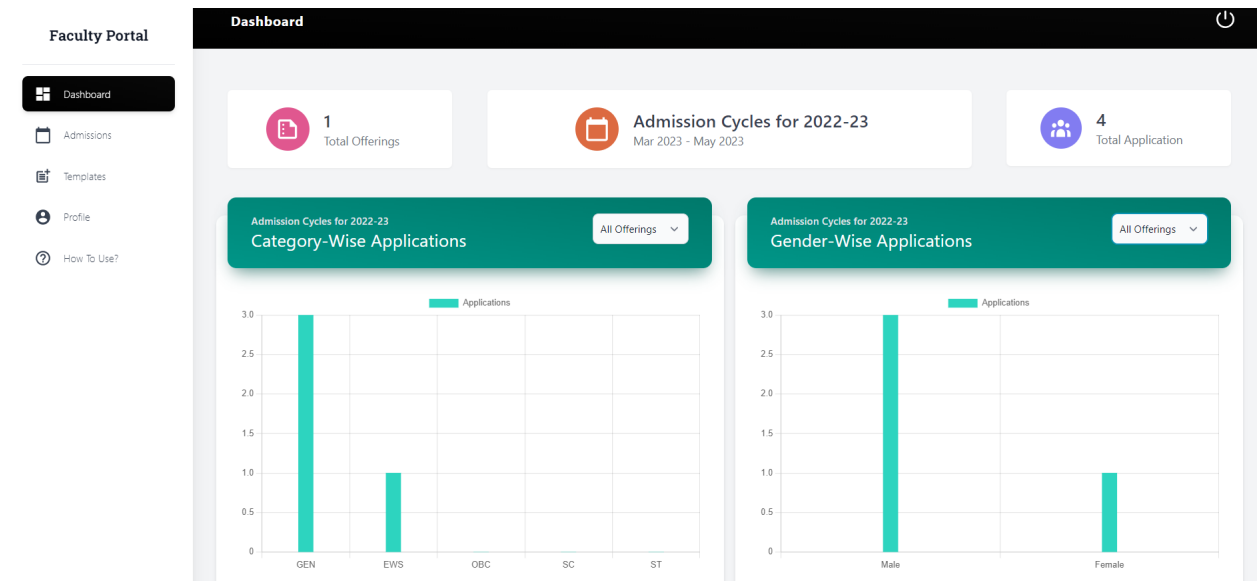 Faculty Portal
Dashboard
Admissions
Templates
Profile
How To Use?
Dashboard
1
Total Offerings
Admission Cycles for 2022-23
Mar 2023 - May 2023
4
Total Application
Admission Cycles for 2022-23
Category-Wise Applications
All Offerings
Applications
3.0
2.5
2.0
1.5
1.0
0.5
0
GEN EWS OBC SC ST
Admission Cycles for 2022-23
Gender-Wise Applications
All Offerings
Applications
3.0
2.5
2.0
1.5
1.0
0.5
0
Male Female